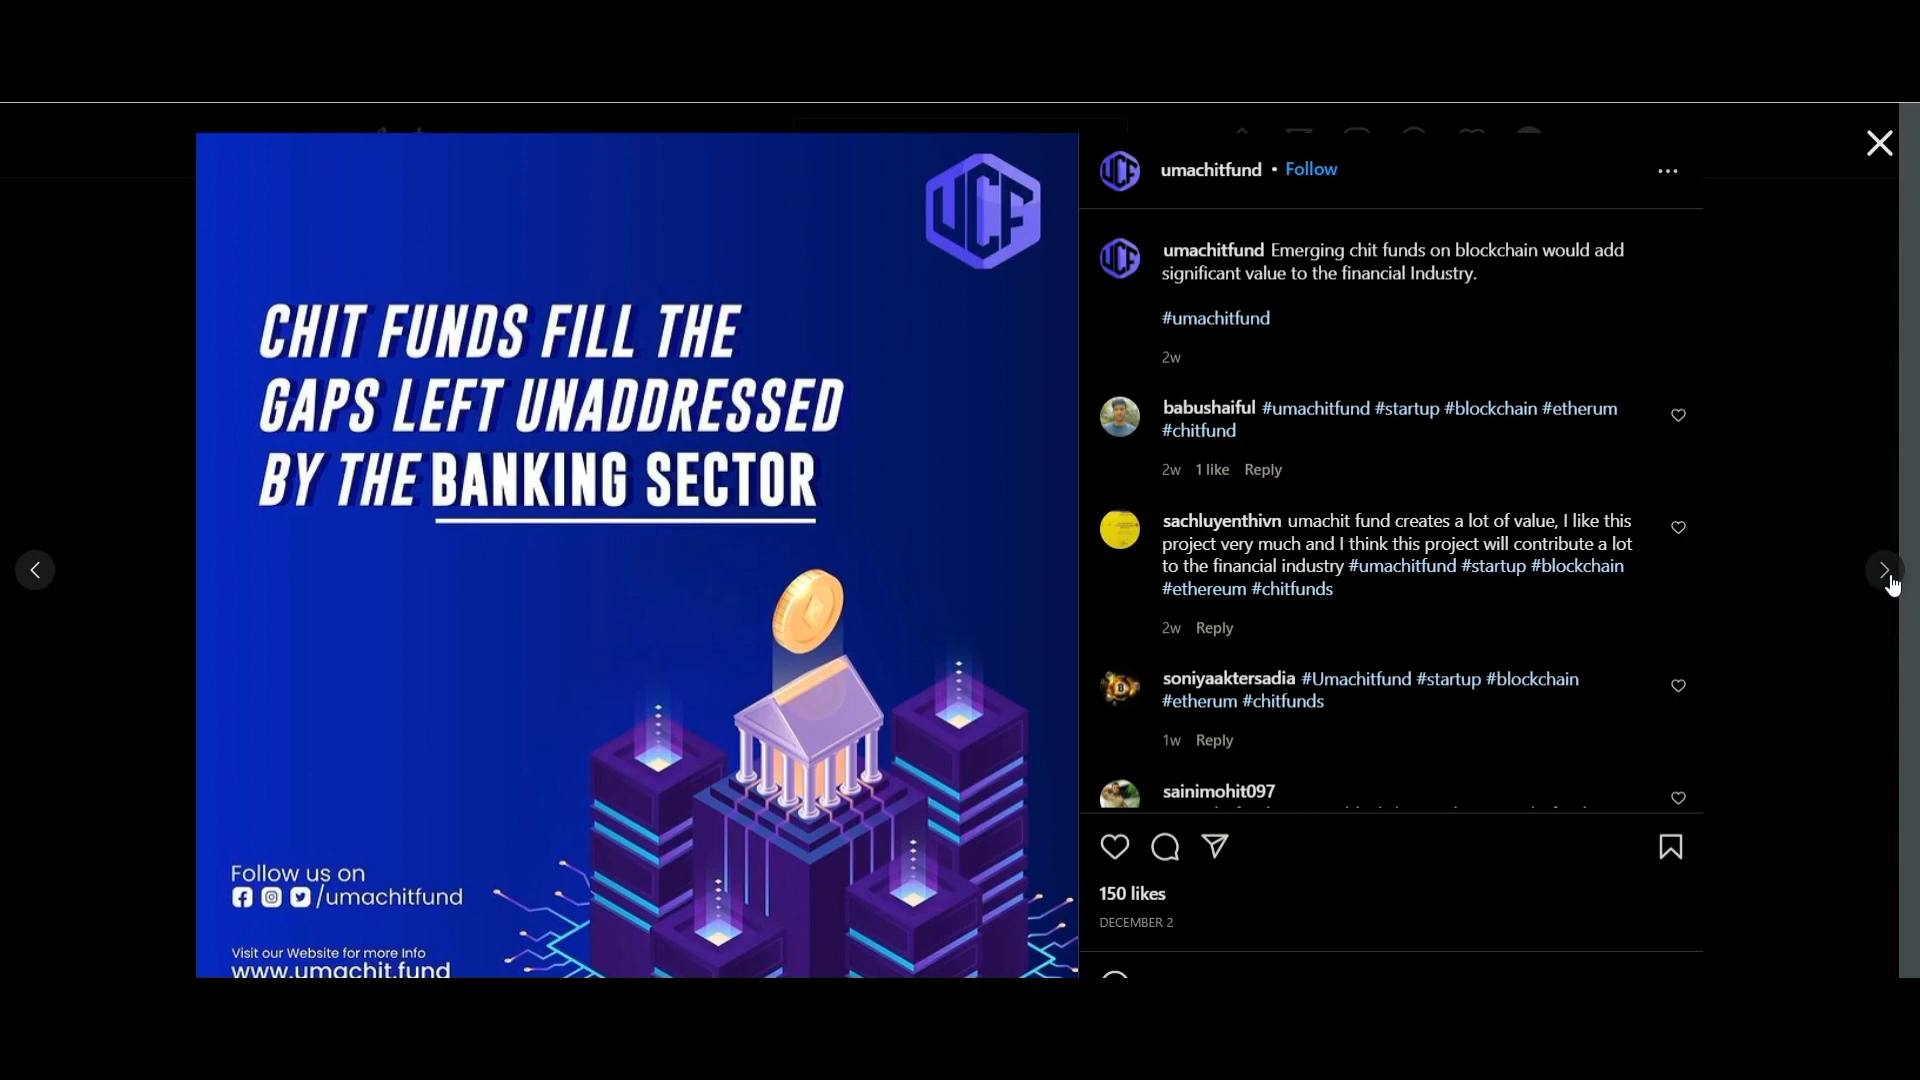 UCF
CHIT FUNDS FILL THE
GAPS LEFT UNADDRESSED
BY THE BANKING SECTOR
Follow us on
/umachitfund
Visit our Website for more Info
www.umachit.fund
UCF
umachitfund • Follow
UCF
umachitfund Emerging chit funds on blockchain would add
significant value to the financial Industry.
#umachitfund
2w
babushaiful #umachitfund #startup #blockchain #etherum
#chitfund
2w 1 like Reply
sachluyenthivn umachit fund creates a lot of value, I like this
project very much and I think this project will contribute a lot
to the financial industry #umachitfund #startup #blockchain
#ethereum #chitfunds
2w Reply
soniyaaktersadia #Umachitfund #startup #blockchain
#etherum #chitfunds
1w Reply
sainimohit097
150 likes
DECEMBER 2